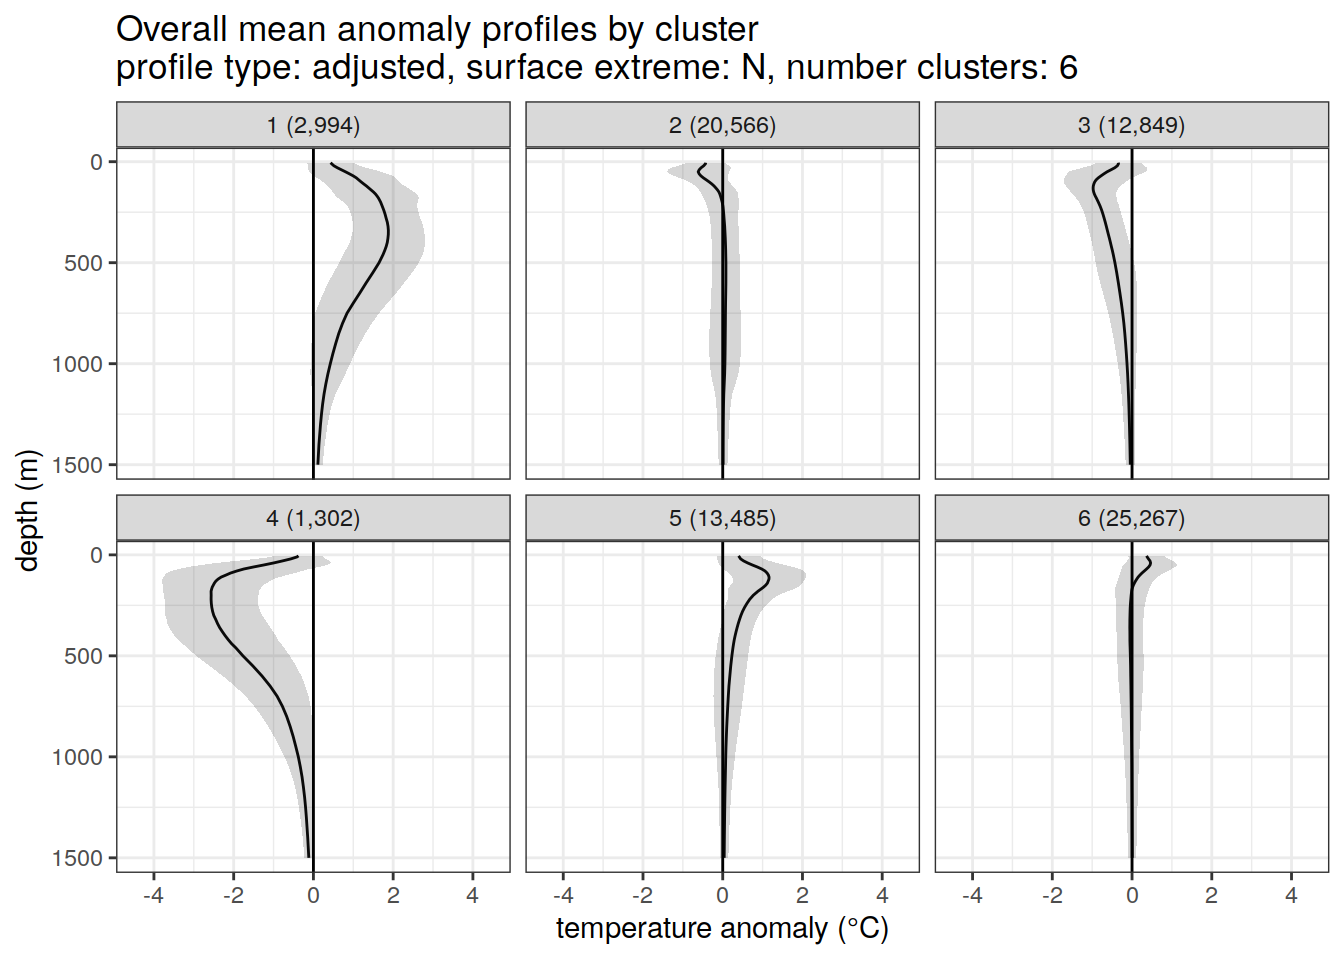 Overall mean anomaly profiles by cluster
profile type: adjusted, surface extreme: N, number clusters: 6
1 (2,994)
2 (20,566)
3 (12,849)
0
500
1000
1500
4 (1,302)
5 (13,485)
6 (25,267)
0
500
1000
1500
depth (m)
-4 -2 0 2 4
-4 -2 0 2 4
-4 -2 0 2 4
temperature anomaly (°C)